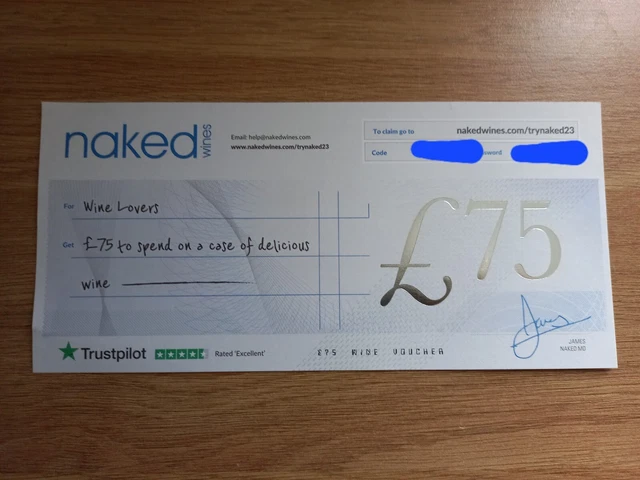 naked wines
Email: help@nakedwines.com
www.nakedwines.com/trynaked23
To claim go to nakedwines.com/trynaked23
Code
For Wine Lovers
Get £75 to spend on a case of delicious
wine
£75
James
JAMES
NAKED MD
Trustpilot Rated 'Excellent'
£75 WINE VOUCHER